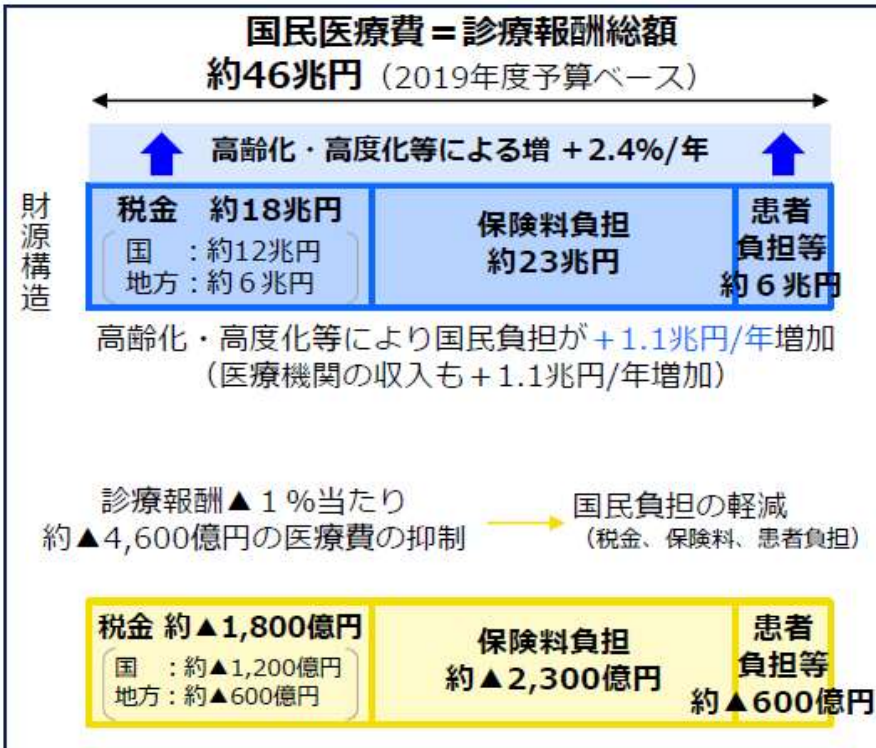 国民医療費＝診療報酬総額
約46兆円（2019年度予算ベース）
高齢化・高度化等による増 ＋2.4%/年
財源構造
税金　約18兆円
国　：約12兆円
地方：約６兆円
保険料負担
約23兆円
患者
負担等
約６兆円
高齢化・高度化等により国民負担が＋1.1兆円/年増加
（医療機関の収入も＋1.1兆円/年増加）
診療報酬▲１％当たり
約▲4,600億円の医療費の抑制
国民負担の軽減
（税金、保険料、患者負担）
税金 約▲1,800億円
国　：約▲1,200億円
地方：約▲600億円
保険料負担
約▲2,300億円
患者
負担等
約▲600億円